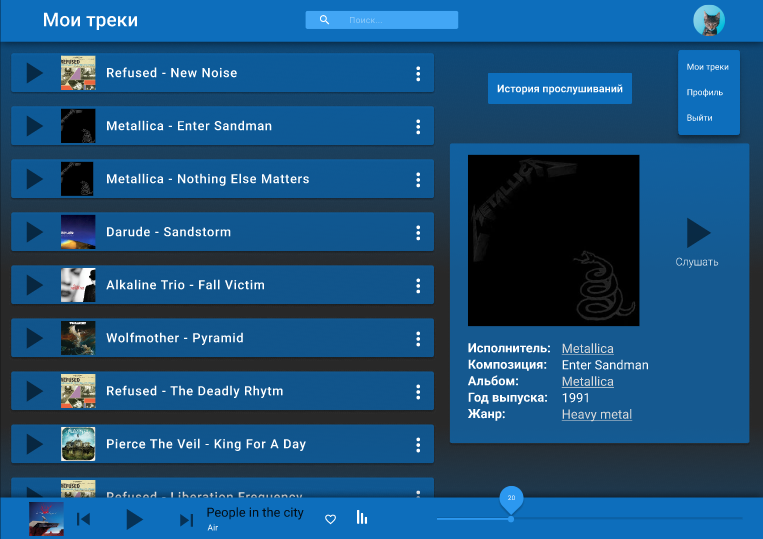 Мои треки
Поиск...
Refused - New Noise
Metallica - Enter Sandman
Metallica - Nothing Else Matters
Darude - Sandstorm
Alkaline Trio - Fall Victim
Wolfmother - Pyramid
Refused - The Deadly Rhytm
Pierce The Veil - King For A Day
Refused - Liberation Frequency
История прослушиваний
Мои треки
Профиль
Выйти
METALLICA
Слушать
Исполнитель: Metallica
Композиция: Enter Sandman
Альбом: Metallica
Год выпуска: 1991
Жанр: Heavy metal
People in the city
Air
20